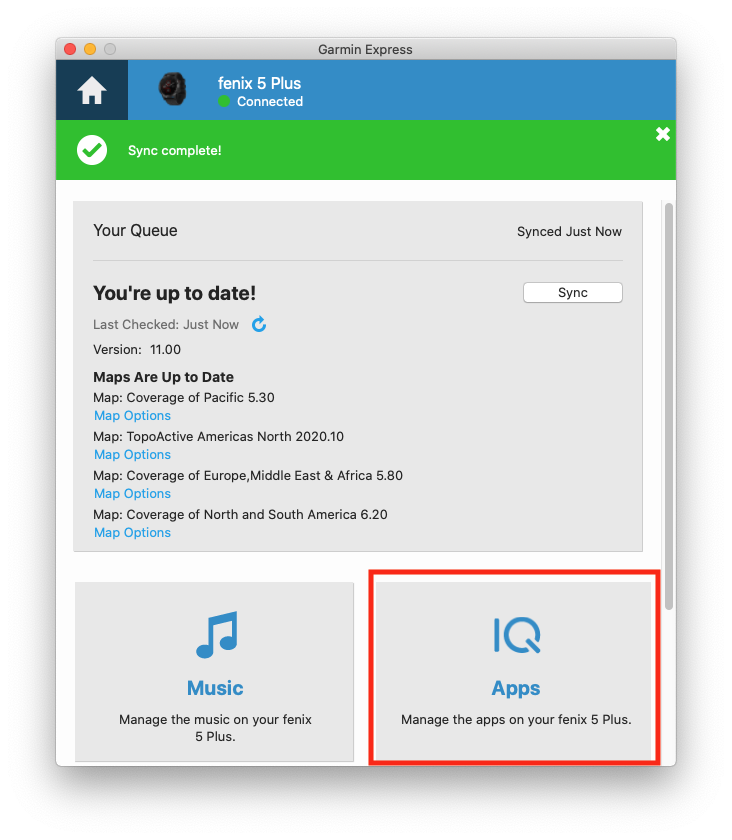 Garmin Express
fenix 5 Plus
Connected
Sync complete!
Your Queue
Synced Just Now
You're up to date!
Sync
Last Checked: Just Now
Version: 11.00
Maps Are Up to Date
Map: Coverage of Pacific 5.30
Map Options
Map: TopoActive Americas North 2020.10
Map Options
Map: Coverage of Europe,Middle East & Africa 5.80
Map Options
Map: Coverage of North and South America 6.20
Map Options
Music
Manage the music on your fenix
5 Plus.
IQ
Apps
Manage the apps on your fenix 5 Plus.